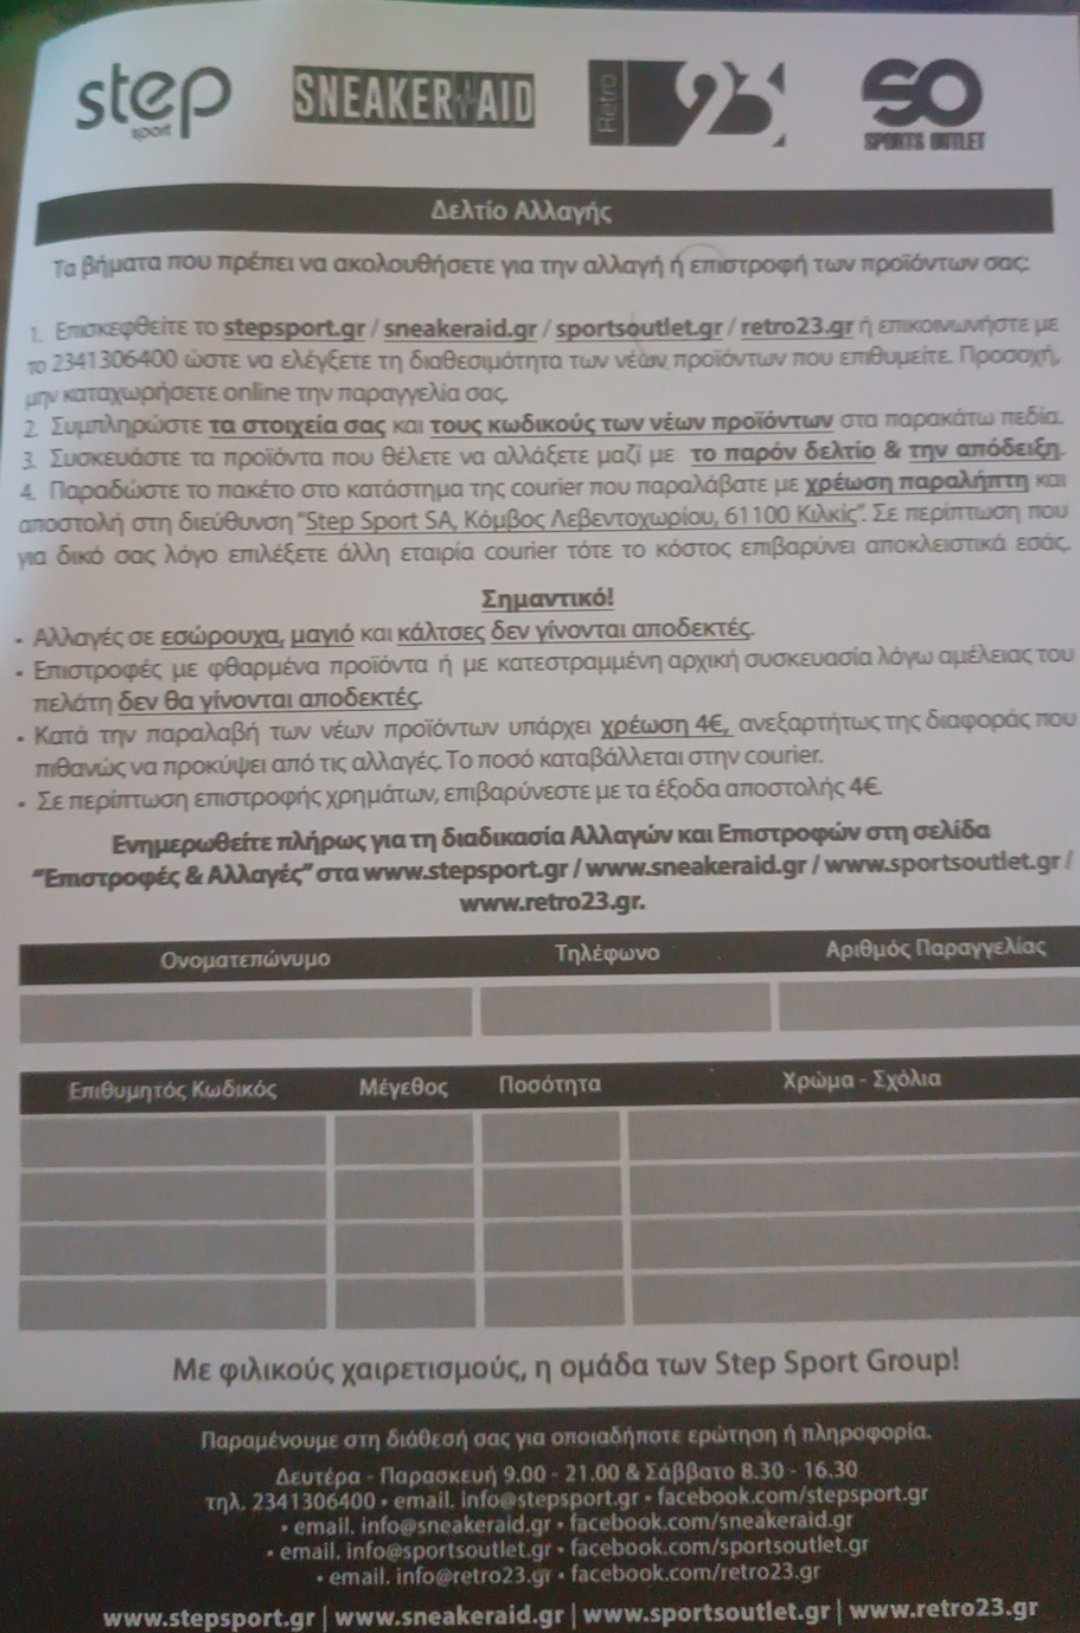 step
sport
SNEAKER AID
Retro 23
SO
SPORTS OUTLET
Δελτίο Αλλαγής
Τα βήματα που πρέπει να ακολουθήσετε για την αλλαγή ή επιστροφή των προϊόντων σας:
1. Επισκεφθείτε το stepsport.gr / sneakeraid.gr / sportsoutlet.gr / retro23.gr ή επικοινωνήστε με
το 2341306400 ώστε να ελέγξετε τη διαθεσιμότητα των νέων προϊόντων που επιθυμείτε. Προσοχή,
μην καταχωρήσετε online την παραγγελία σας.
2. Συμπληρώστε τα στοιχεία σας και τους κωδικούς των νέων προϊόντων στα παρακάτω πεδία.
3. Συσκευάστε τα προϊόντα που θέλετε να αλλάξετε μαζί με το παρόν δελτίο & την απόδειξη.
4. Παραδώστε το πακέτο στο κατάστημα της courier που παραλάβατε με χρέωση παραλήπτη και
αποστολή στη διεύθυνση "Step Sport SA, Κόμβος Λεβεντοχωρίου, 61100 Κιλκίς". Σε περίπτωση που
για δικό σας λόγο επιλέξετε άλλη εταιρία courier τότε το κόστος επιβαρύνει αποκλειστικά εσάς.
Σημαντικό!
• Αλλαγές σε εσώρουχα, μαγιό και κάλτσες δεν γίνονται αποδεκτές.
• Επιστροφές με φθαρμένα προϊόντα ή με κατεστραμμένη αρχική συσκευασία λόγω αμέλειας του
πελάτη δεν θα γίνονται αποδεκτές.
• Κατά την παραλαβή των νέων προϊόντων υπάρχει χρέωση 4€, ανεξαρτήτως της διαφοράς που
πιθανώς να προκύψει από τις αλλαγές. Το ποσό καταβάλλεται στην courier.
• Σε περίπτωση επιστροφής χρημάτων, επιβαρύνεστε με τα έξοδα αποστολής 4€.
Ενημερωθείτε πλήρως για τη διαδικασία Αλλαγών και Επιστροφών στη σελίδα
"Επιστροφές & Αλλαγές" στα www.stepsport.gr / www.sneakeraid.gr / www.sportsoutlet.gr /
www.retro23.gr.
Ονοματεπώνυμο Τηλέφωνο Αριθμός Παραγγελίας
Επιθυμητός Κωδικός Μέγεθος Ποσότητα Χρώμα - Σχόλια
Με φιλικούς χαιρετισμούς, η ομάδα των Step Sport Group!
Παραμένουμε στη διάθεσή σας για οποιαδήποτε ερώτηση ή πληροφορία.
Δευτέρα - Παρασκευή 9.00 - 21.00 & Σάββατο 8.30 - 16.30
τηλ. 2341306400 • email. info@stepsport.gr • facebook.com/stepsport.gr
• email. info@sneakeraid.gr • facebook.com/sneakeraid.gr
• email. info@sportsoutlet.gr • facebook.com/sportsoutlet.gr
• email. info@retro23.gr • facebook.com/retro23.gr
www.stepsport.gr | www.sneakeraid.gr | www.sportsoutlet.gr | www.retro23.gr